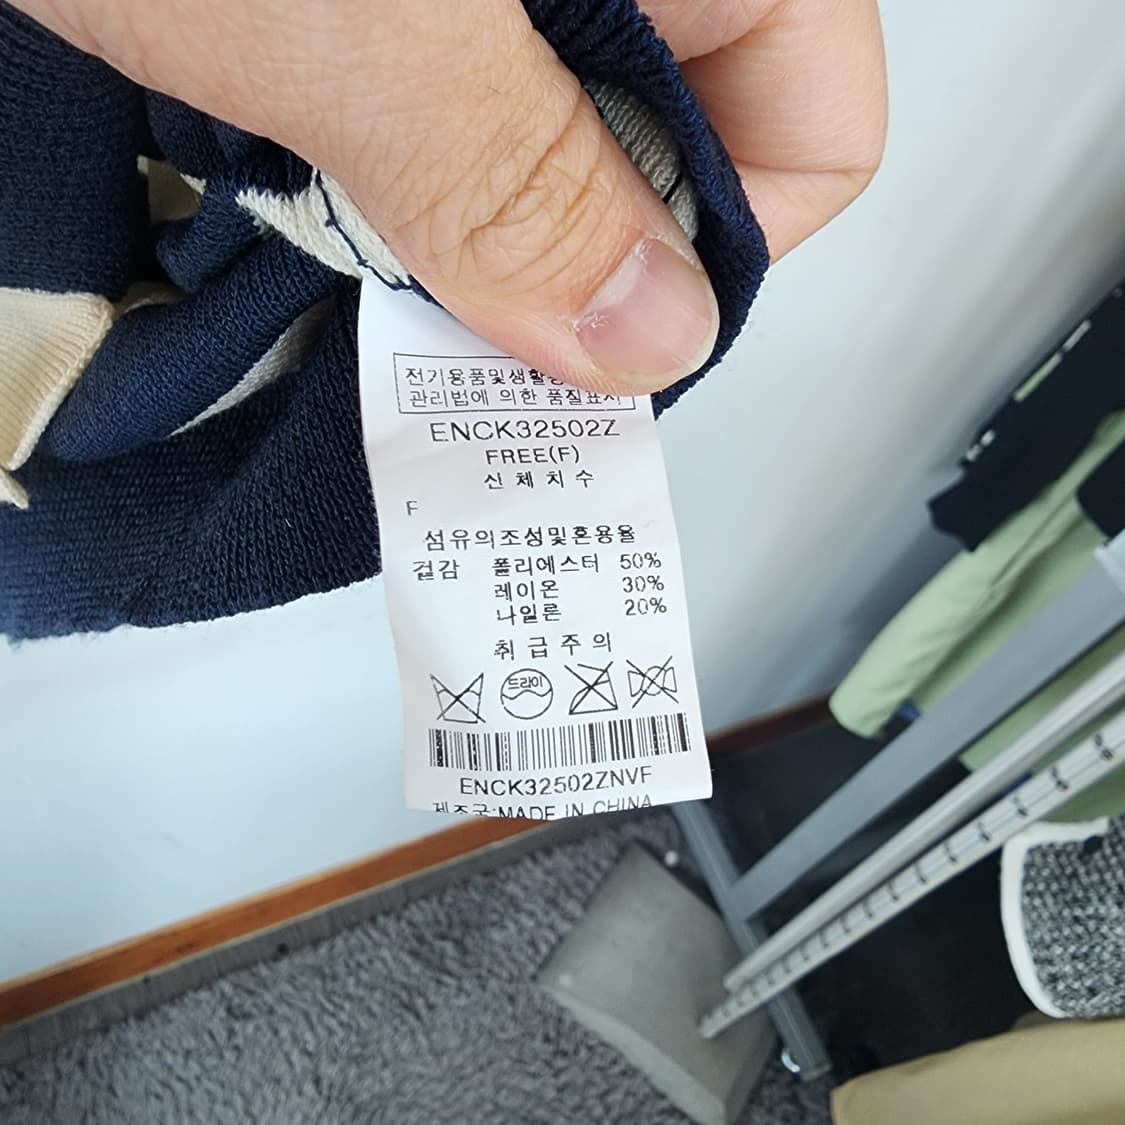 전기용품및생활
관리법에 의한 품질표시
ENCK32502Z
FREE(F)
신체치수
F
섬유의조성및혼용율
겉감 폴리에스터 50%
레이온 30%
나일론 20%
취급주의
드라이
ENCK32502ZNVF
제조국:MADE IN CHINA